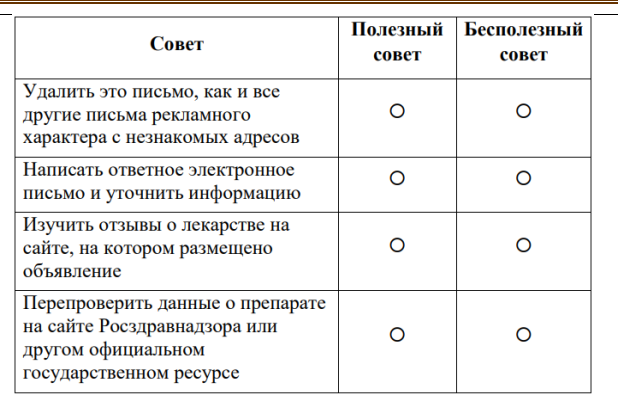 Совет
Полезный
совет
Бесполезный
совет
Удалить это письмо, как и все
другие письма рекламного
характера с незнакомых адресов
Написать ответное электронное
письмо и уточнить информацию
Изучить отзывы о лекарстве на
сайте, на котором размещено
объявление
Перепроверить данные о препарате
на сайте Росздравнадзора или
другом официальном
государственном ресурсе